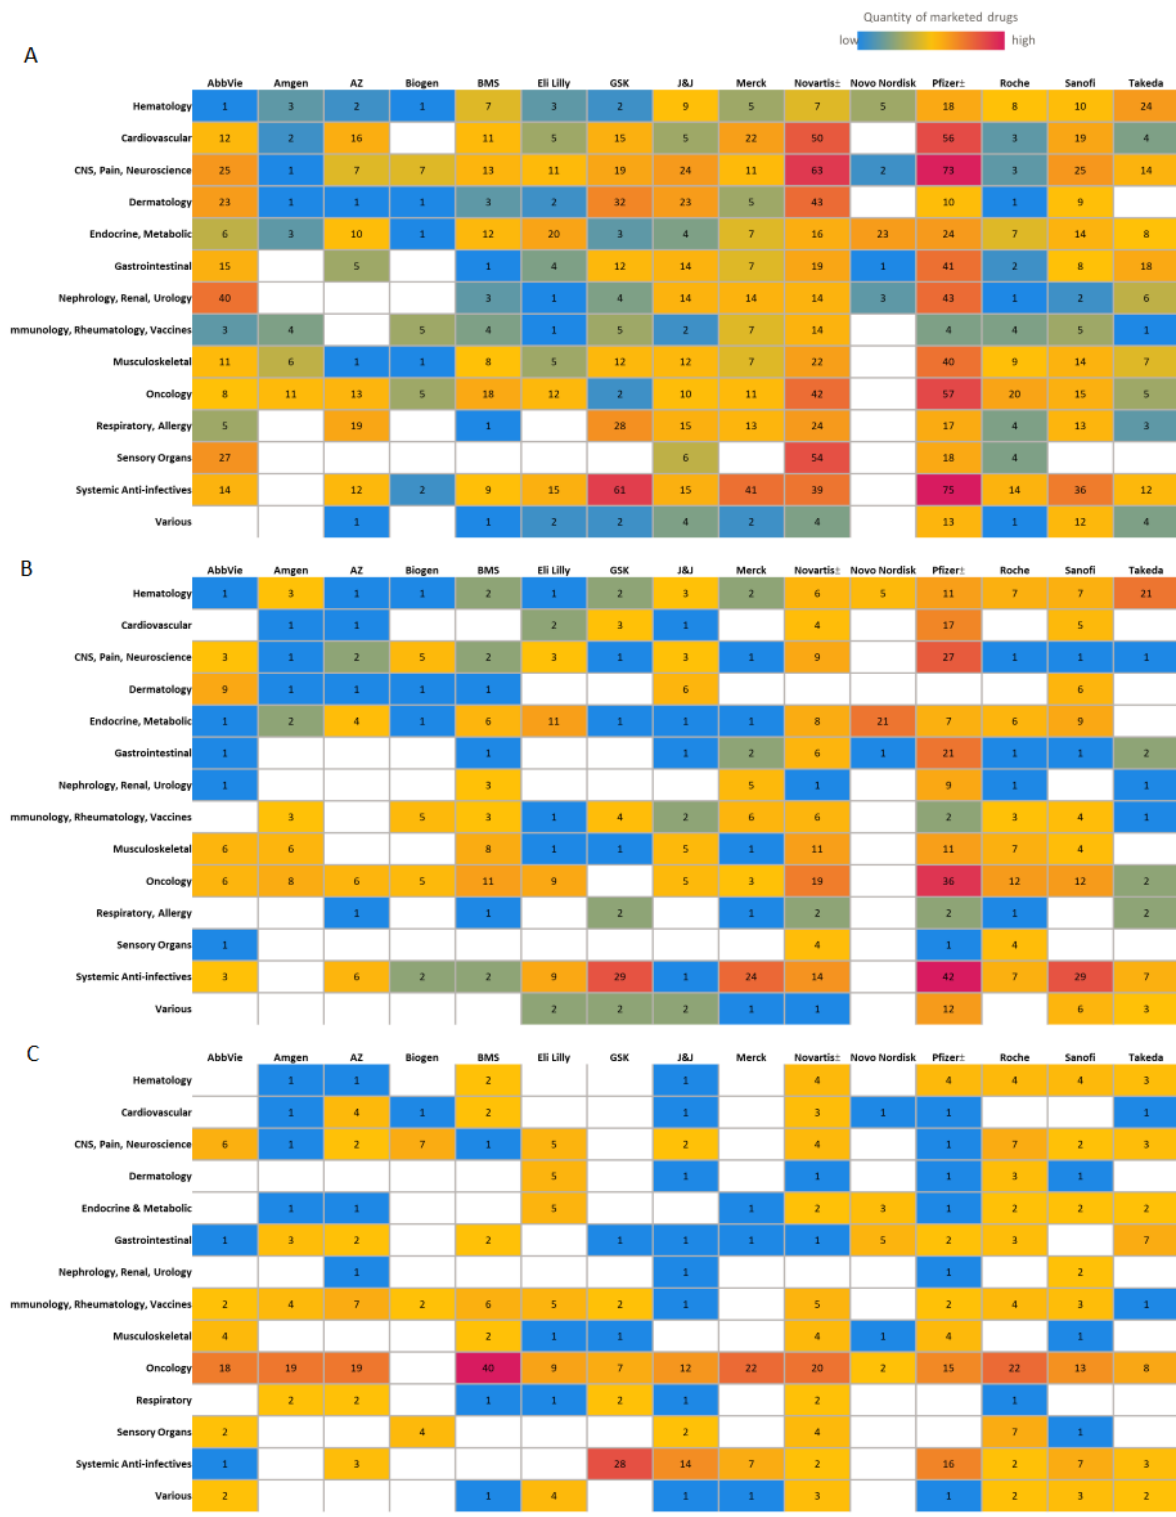 Quantity of marketed drugs
low high
A
AbbVie Amgen AZ Biogen BMS Eli Lilly GSK J&J Merck Novartis± Novo Nordisk Pfizer± Roche Sanofi Takeda
Hematology 1 3 2 1 7 3 2 9 5 7 5 18 8 10 24
Cardiovascular 12 2 16 11 5 15 5 22 50 56 3 19 4
CNS, Pain, Neuroscience 25 1 7 7 13 11 19 24 11 63 2 73 3 25 14
Dermatology 23 1 1 1 3 2 32 23 5 43 10 1 9
Endocrine, Metabolic 6 3 10 1 12 20 3 4 7 16 23 24 7 14 8
Gastrointestinal 15 5 1 4 12 14 7 19 1 41 2 8 18
Nephrology, Renal, Urology 40 3 1 4 14 14 14 3 43 1 2 6
mmunology, Rheumatology, Vaccines 3 4 5 4 1 5 2 7 14 4 4 5 1
Musculoskeletal 11 6 1 1 8 5 12 12 7 22 40 9 14 7
Oncology 8 11 13 5 18 12 2 10 11 42 57 20 15 5
Respiratory, Allergy 5 19 1 28 15 13 24 17 4 13 3
Sensory Organs 27 6 54 18 4
Systemic Anti-infectives 14 12 2 9 15 61 15 41 39 75 14 36 12
Various 1 1 2 2 4 2 4 13 1 12 4
B
AbbVie Amgen AZ Biogen BMS Eli Lilly GSK J&J Merck Novartis± Novo Nordisk Pfizer± Roche Sanofi Takeda
Hematology 1 3 1 1 2 1 2 3 2 6 5 11 7 7 21
Cardiovascular 1 1 2 3 1 4 17 5
CNS, Pain, Neuroscience 3 1 2 5 2 3 1 3 1 9 27 1 1 1
Dermatology 9 1 1 1 1 6 6
Endocrine, Metabolic 1 2 4 1 6 11 1 1 1 8 21 7 6 9
Gastrointestinal 1 1 1 2 6 1 21 1 1 2
Nephrology, Renal, Urology 1 3 5 1 9 1 1
mmunology, Rheumatology, Vaccines 3 5 3 1 4 2 6 6 2 3 4 1
Musculoskeletal 6 6 8 1 1 5 1 11 11 7 4
Oncology 6 8 6 5 11 9 5 3 19 36 12 12 2
Respiratory, Allergy 1 1 2 1 2 2 1 2
Sensory Organs 1 4 1 4
Systemic Anti-infectives 3 6 2 2 9 29 1 24 14 42 7 29 7
Various 2 2 2 1 1 12 6 3
C
AbbVie Amgen AZ Biogen BMS Eli Lilly GSK J&J Merck Novartis± Novo Nordisk Pfizer± Roche Sanofi Takeda
Hematology 1 1 2 1 4 4 4 4 3
Cardiovascular 1 4 1 2 1 3 1 1 1
CNS, Pain, Neuroscience 6 1 2 7 1 5 2 4 1 7 2 3
Dermatology 5 1 1 1 3 1
Endocrine & Metabolic 1 1 5 1 2 3 1 2 2 2
Gastrointestinal 1 3 2 2 1 1 1 1 5 2 3 7
Nephrology, Renal, Urology 1 1 1 2
mmunology, Rheumatology, Vaccines 2 4 7 2 6 5 2 1 5 2 4 3 1
Musculoskeletal 4 2 1 1 4 1 4 1
Oncology 18 19 19 40 9 7 12 22 20 2 15 22 13 8
Respiratory 2 2 1 1 2 1 2 1
Sensory Organs 2 4 2 4 7 1
Systemic Anti-infectives 1 3 28 14 7 2 16 2 7 3
Various 2 1 4 1 1 3 1 2 3 2